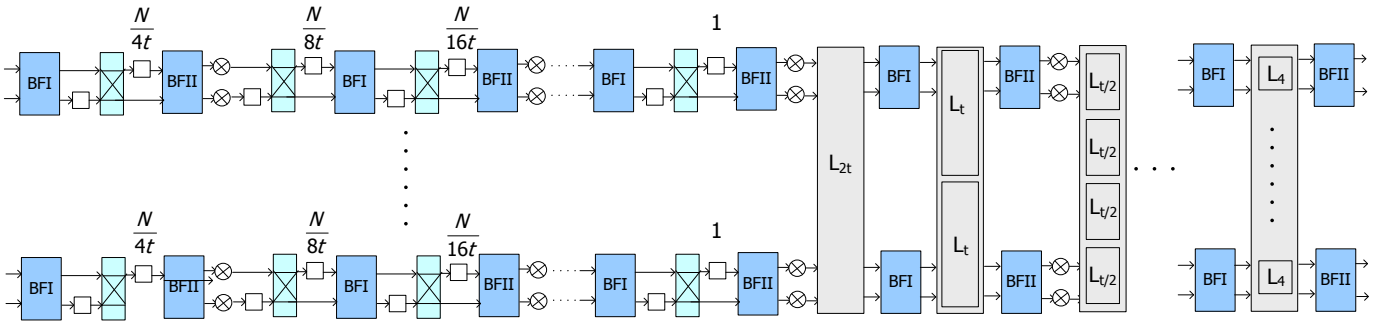 N/4t N/8t N/16t 1
BFI BFII BFI BFII BFI BFII L2t BFI Lt BFII Lt/2 BFI L4 BFII
Lt/2
Lt/2
N/4t N/8t N/16t 1
BFI BFII BFI BFII BFI BFII BFI Lt BFII Lt/2 BFI L4 BFII